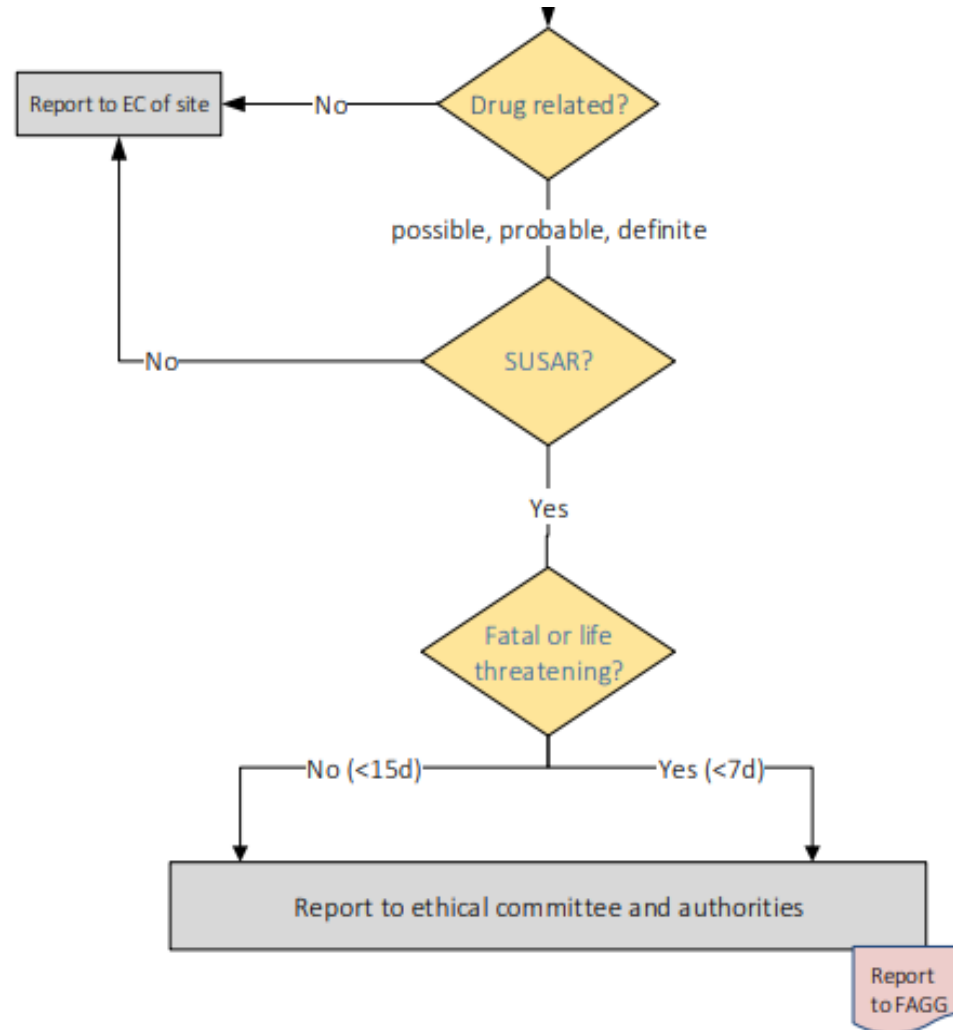 Drug related?
Report to EC of site
No
possible, probable, definite
SUSAR?
No
Yes
Fatal or life
threatening?
No (<15d)
Yes (<7d)
Report to ethical committee and authorities
Report
to FAGG